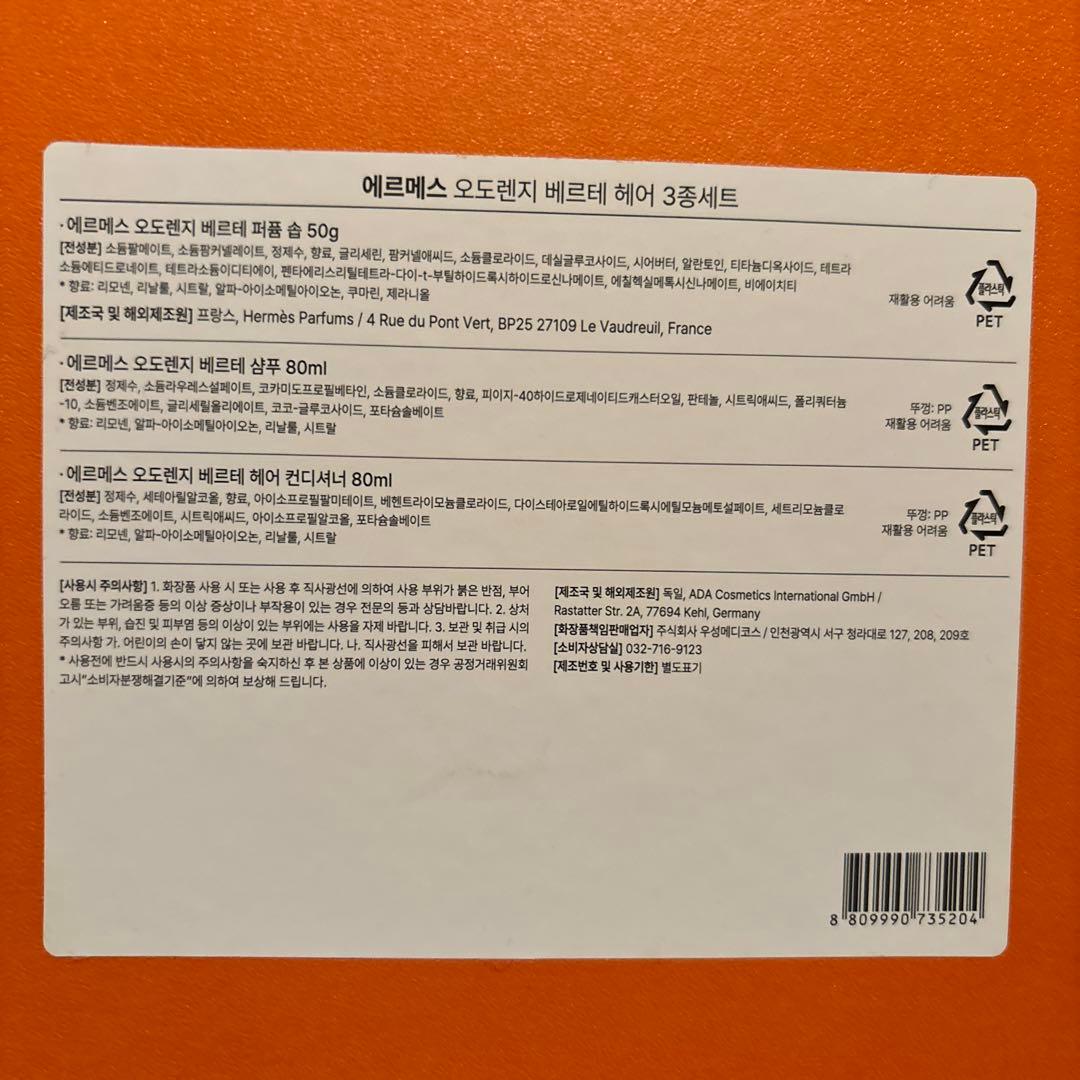 에르메스 오도렌지 베르테 헤어 3종세트
· 에르메스 오도렌지 베르테 퍼퓸 솝 50g
[전성분] 소듐팔메이트, 소듐팜커넬레이트, 정제수, 향료, 글리세린, 팜커넬애씨드, 소듐클로라이드, 데실글루코사이드, 시어버터, 알란토인, 티타늄디옥사이드, 테트라
소듐에티드로네이트, 테트라소듐이디티에이, 펜타에리스리틸테트라-다이-t-부틸하이드록시하이드로신나메이트, 에칠헥실메톡시신나메이트, 비에이치티
* 향료: 리모넨, 리날룰, 시트랄, 알파-아이소메틸아이오논, 쿠마린, 제라니올
[제조국 및 해외제조원] 프랑스, Hermès Parfums / 4 Rue du Pont Vert, BP25 27109 Le Vaudreuil, France
재활용 어려움
플라스틱
PET
· 에르메스 오도렌지 베르테 샴푸 80ml
[전성분] 정제수, 소듐라우레스설페이트, 코카미도프로필베타인, 소듐클로라이드, 향료, 피이지-40하이드로제네이티드캐스터오일, 판테놀, 시트릭애씨드, 폴리쿼터늄
-10, 소듐벤조에이트, 글리세릴올리에이트, 코코-글루코사이드, 포타슘솔베이트
* 향료: 리모넨, 알파-아이소메틸아이오논, 리날룰, 시트랄
뚜껑: PP
재활용 어려움
플라스틱
PET
· 에르메스 오도렌지 베르테 헤어 컨디셔너 80ml
[전성분] 정제수, 세테아릴알코올, 향료, 아이소프로필팔미테이트, 베헨트라이모늄클로라이드, 다이스테아로일에틸하이드록시에틸모늄메토설페이트, 세트리모늄클로
라이드, 소듐벤조에이트, 시트릭애씨드, 아이소프로필알코올, 포타슘솔베이트
* 향료: 리모넨, 알파-아이소메틸아이오논, 리날룰, 시트랄
뚜껑: PP
재활용 어려움
플라스틱
PET
[사용시 주의사항] 1. 화장품 사용 시 또는 사용 후 직사광선에 의하여 사용 부위가 붉은 반점, 부어
오름 또는 가려움증 등의 이상 증상이나 부작용이 있는 경우 전문의 등과 상담바랍니다. 2. 상처
가 있는 부위, 습진 및 피부염 등의 이상이 있는 부위에는 사용을 자제 바랍니다. 3. 보관 및 취급 시의
주의사항 가. 어린이의 손이 닿지 않는 곳에 보관 바랍니다. 나. 직사광선을 피해서 보관 바랍니다.
* 사용전에 반드시 사용시의 주의사항을 숙지하신 후 본 상품에 이상이 있는 경우 공정거래위원회
고시"소비자분쟁해결기준"에 의하여 보상해 드립니다.
[제조국 및 해외제조원] 독일, ADA Cosmetics International GmbH /
Rastatter Str. 2A, 77694 Kehl, Germany
[화장품책임판매업자] 주식회사 우성메디코스 / 인천광역시 서구 청라대로 127, 208, 209호
[소비자상담실] 032-716-9123
[제조번호 및 사용기한] 별도표기
8 809990 735204